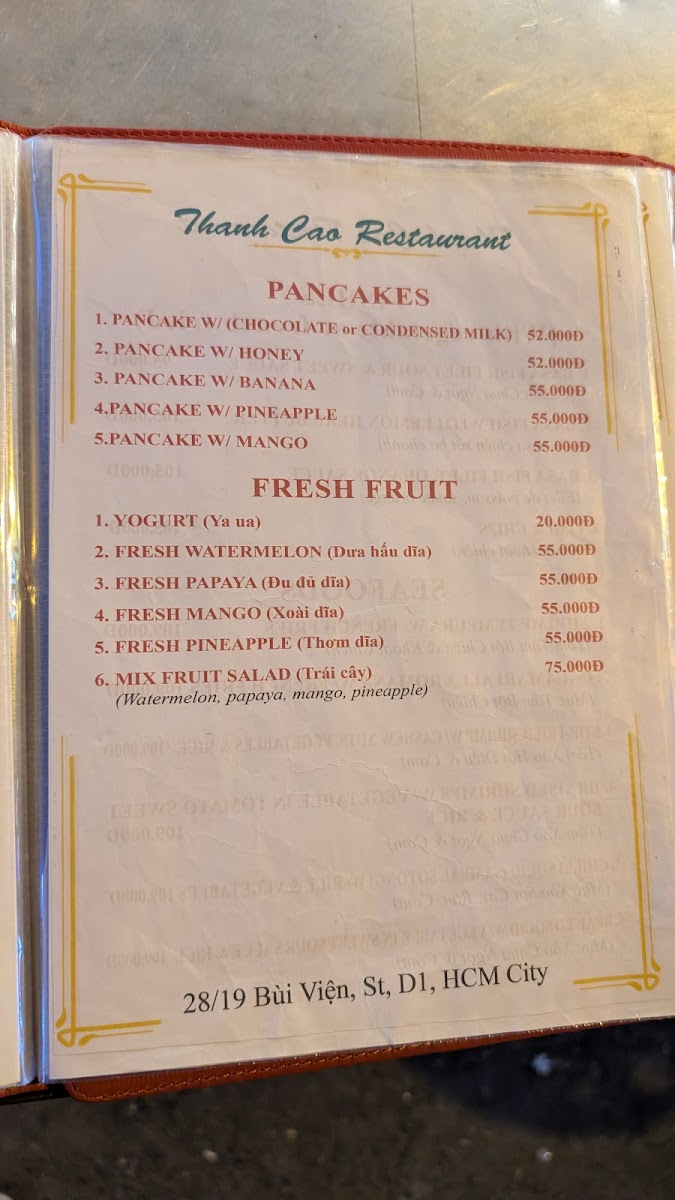 Thanh Cao Restaurant
PANCAKES
1. PANCAKE W/ (CHOCOLATE or CONDENSED MILK) 52.000Đ
2. PANCAKE W/ HONEY 52.000Đ
3. PANCAKE W/ BANANA 55.000Đ
4.PANCAKE W/ PINEAPPLE 55.000Đ
5.PANCAKE W/ MANGO 55.000Đ
FRESH FRUIT
1. YOGURT (Ya ua) 20.000Đ
2. FRESH WATERMELON (Dưa hấu dĩa) 55.000Đ
3. FRESH PAPAYA (Đu đủ dĩa) 55.000Đ
4. FRESH MANGO (Xoài dĩa) 55.000Đ
5. FRESH PINEAPPLE (Thơm dĩa) 55.000Đ
6. MIX FRUIT SALAD (Trái cây) 75.000Đ
(Watermelon, papaya, mango, pineapple)
28/19 Bùi Viện, St, D1, HCM City